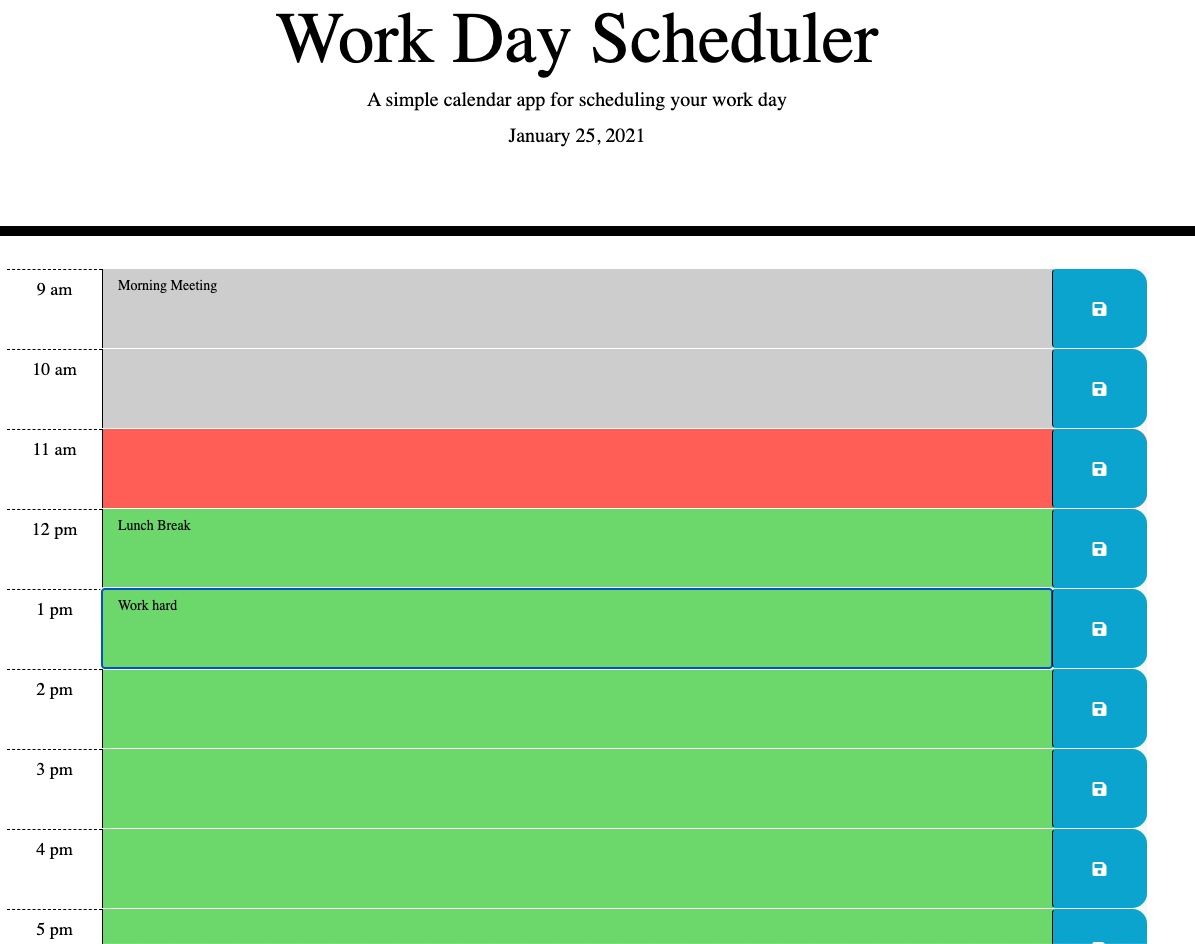 Work Day Scheduler
A simple calendar app for scheduling your work day
January 25, 2021
9 am
Morning Meeting
10 am
11 am
12 pm
Lunch Break
1 pm
Work hard
2 pm
3 pm
4 pm
5 pm